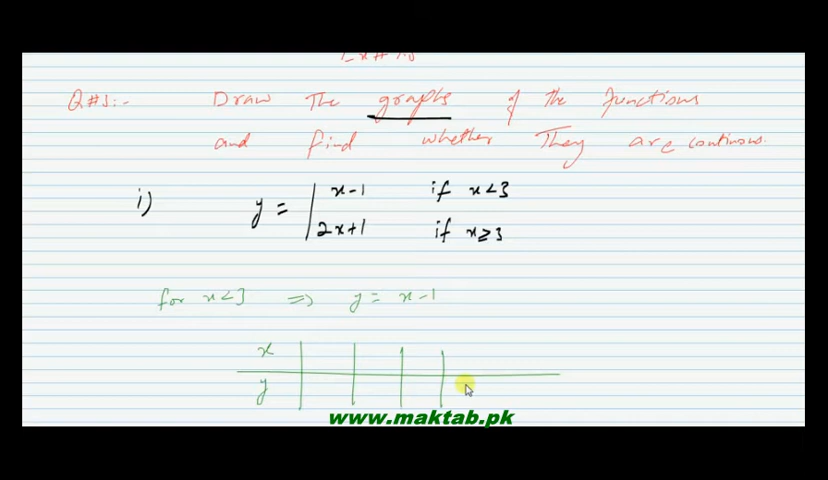 Q#3:- Draw The graphs of the functions
and find whether They are continous.
i) y = | x-1 if x<3
2x+1 if x≥3
for x<3 => y = x-1
x
y
www.maktab.pk